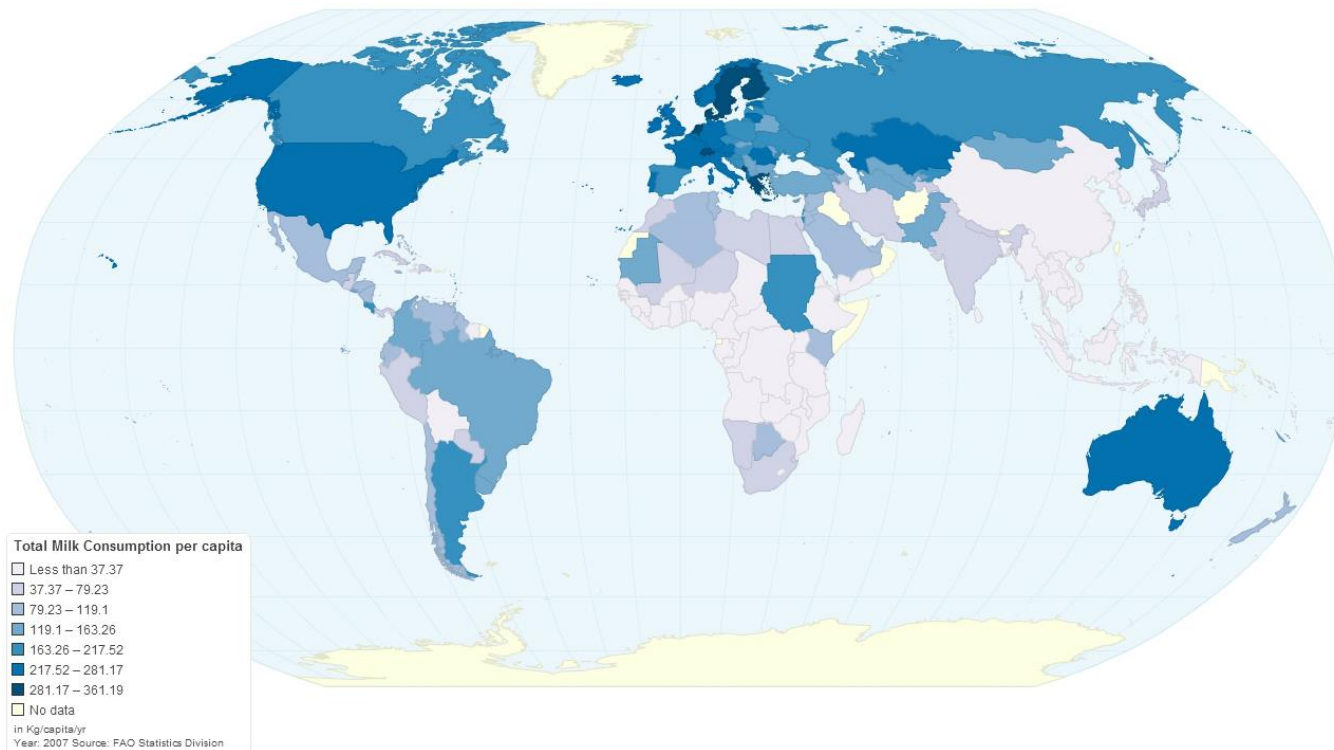 Total Milk Consumption per capita
Less than 37.37
37.37 – 79.23
79.23 – 119.1
119.1 – 163.26
163.26 – 217.52
217.52 – 281.17
281.17 – 361.19
No data
in Kg/capita/yr
Year: 2007 Source: FAO Statistics Division